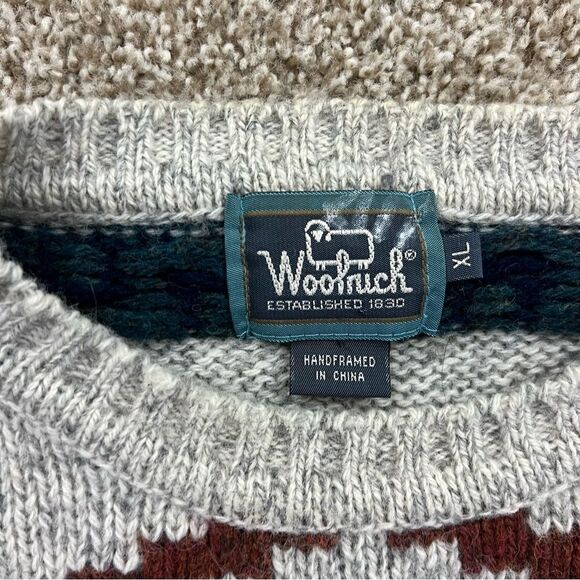 Woolrich®
ESTABLISHED 1830
XL
HANDFRAMED
IN CHINA